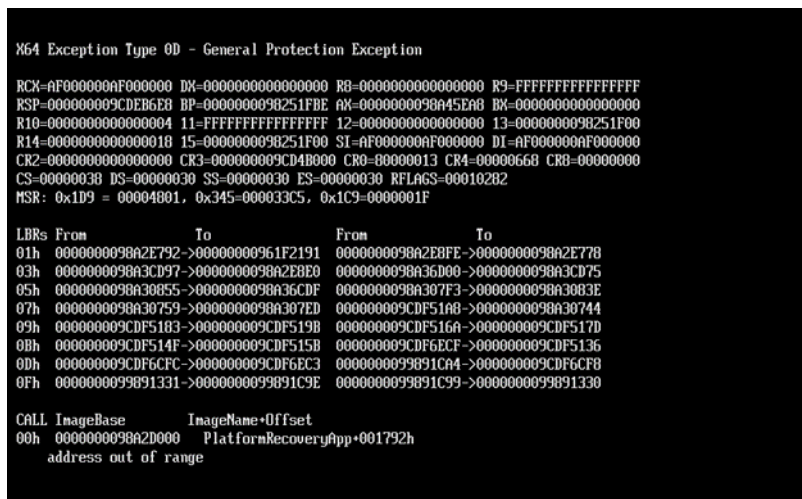 X64 Exception Type 0D - General Protection Exception
RCX=AF000000AF000000 DX=0000000000000000 R8=0000000000000000 R9=FFFFFFFFFFFFFFFF
RSP=000000009CDEB6E8 BP=0000000098251FBE AX=0000000098A45EA8 BX=0000000000000000
R10=0000000000000004 11=FFFFFFFFFFFFFFFF 12=0000000000000000 13=0000000098251F00
R14=0000000000000018 15=0000000098251F00 SI=AF000000AF000000 DI=AF000000AF000000
CR2=0000000000000000 CR3=000000009CD4B000 CR0=80000013 CR4=00000668 CR8=00000000
CS=00000038 DS=00000030 SS=00000030 ES=00000030 RFLAGS=00010282
MSR: 0x1D9 = 00004801, 0x345=000033C5, 0x1C9=0000001F
LBRs From To From To
01h 0000000098A2E792->00000000961F2191 0000000098A2E8FE->0000000098A2E778
03h 0000000098A3CD97->0000000098A2E8E0 0000000098A36D00->0000000098A3CD75
05h 0000000098A30855->0000000098A36CDF 0000000098A307F3->0000000098A3083E
07h 0000000098A30759->0000000098A307ED 000000009CDF51A8->0000000098A30744
09h 000000009CDF5183->000000009CDF519B 000000009CDF516A->000000009CDF517D
0Bh 000000009CDF514F->000000009CDF515B 000000009CDF6ECF->000000009CDF5136
0Dh 000000009CDF6CFC->000000009CDF6EC3 0000000099891CA4->000000009CDF6CF8
0Fh 0000000099891331->0000000099891C9E 0000000099891C99->0000000099891330
CALL ImageBase ImageName+Offset
00h 0000000098A2D000 PlatformRecoveryApp+001792h
address out of range